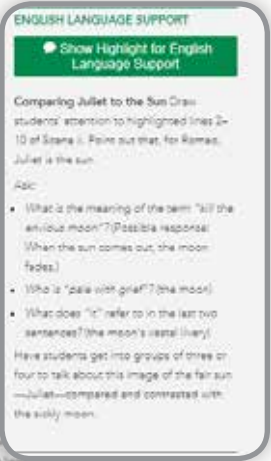 ENGLISH LANGUAGE SUPPORT
Show Highlight for English
Language Support
Comparing Juliet to the Sun Draw
students' attention to highlighted lines 2–
10 of Scene ii. Point out that, for Romeo,
Juliet is the sun.
Ask:
• What is the meaning of the term "kill the
envious moon"? (Possible response:
When the sun comes out, the moon
fades.)
• Who is "pale with grief"? (the moon)
• What does "it" refer to in the last two
sentences? (the moon's vestal livery)
Have students get into groups of three or
four to talk about this image of the fair sun
—Juliet—compared and contrasted with
the sickly moon.